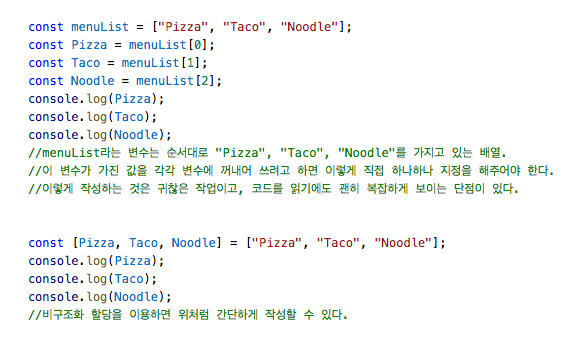 const menuList = ["Pizza", "Taco", "Noodle"];
const Pizza = menuList[0];
const Taco = menuList[1];
const Noodle = menuList[2];
console.log(Pizza);
console.log(Taco);
console.log(Noodle);
//menuList라는 변수는 순서대로 "Pizza", "Taco", "Noodle"를 가지고 있는 배열.
//이 변수가 가진 값을 각각 변수에 꺼내어 쓰려고 하면 이렇게 직접 하나하나 지정을 해주어야 한다.
//이렇게 작성하는 것은 귀찮은 작업이고, 코드를 읽기에도 괜히 복잡하게 보이는 단점이 있다.
const [Pizza, Taco, Noodle] = ["Pizza", "Taco", "Noodle"];
console.log(Pizza);
console.log(Taco);
console.log(Noodle);
//비구조화 할당을 이용하면 위처럼 간단하게 작성할 수 있다.